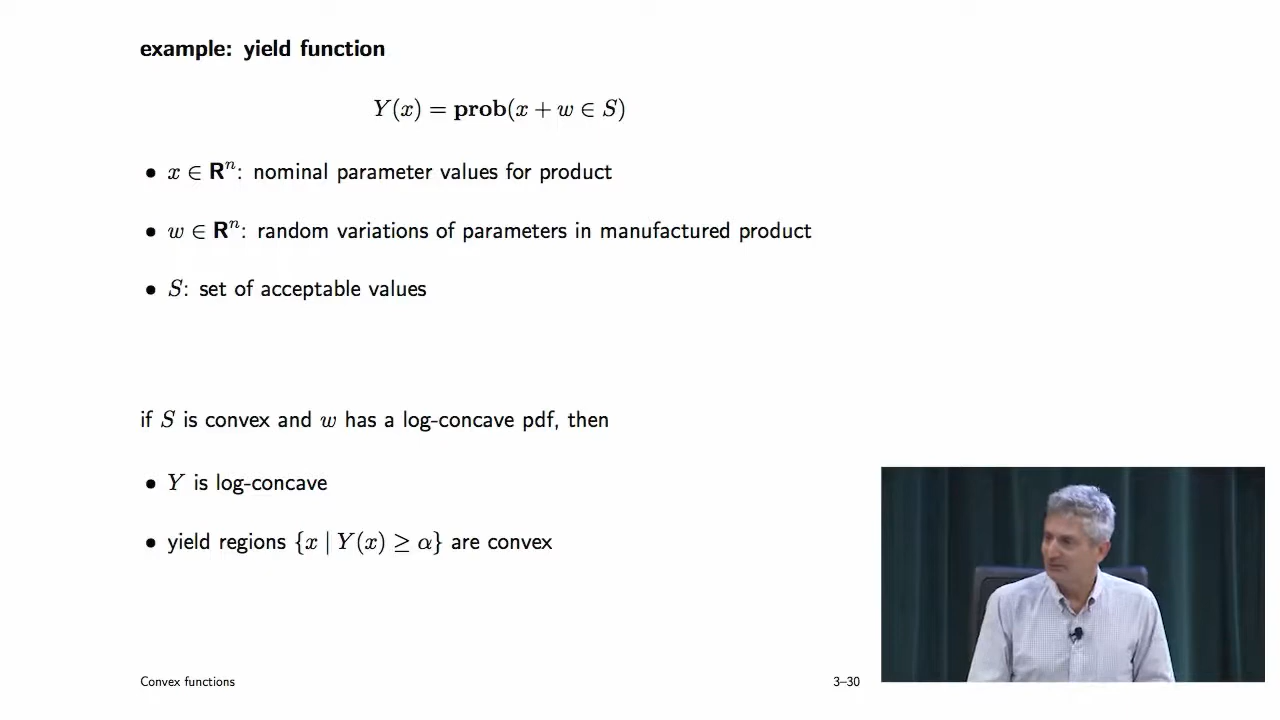 example: yield function
Y(x) = prob(x + w ∈ S)
• x ∈ Rⁿ: nominal parameter values for product
• w ∈ Rⁿ: random variations of parameters in manufactured product
• S: set of acceptable values
if S is convex and w has a log-concave pdf, then
• Y is log-concave
• yield regions {x | Y(x) ≥ α} are convex
Convex functions 3–30